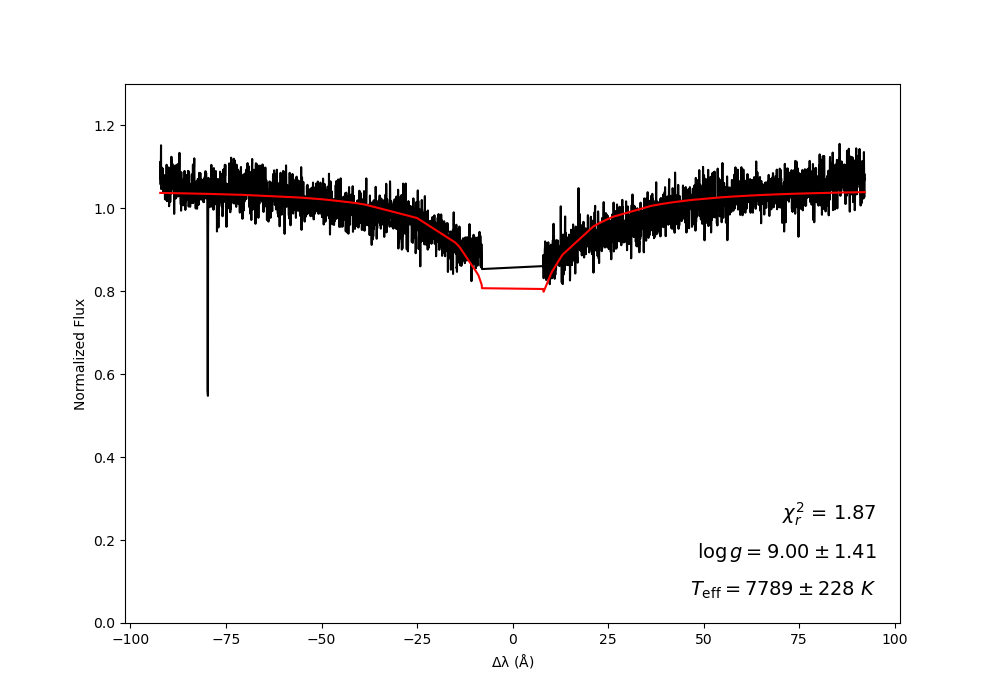 1.2
1.0
0.8
0.6
0.4
0.2
0.0
Normalized Flux
χ²ᵣ = 1.87
log g = 9.00 ± 1.41
T_eff = 7789 ± 228 K
−100 −75 −50 −25 0 25 50 75 100
Δλ (Å)